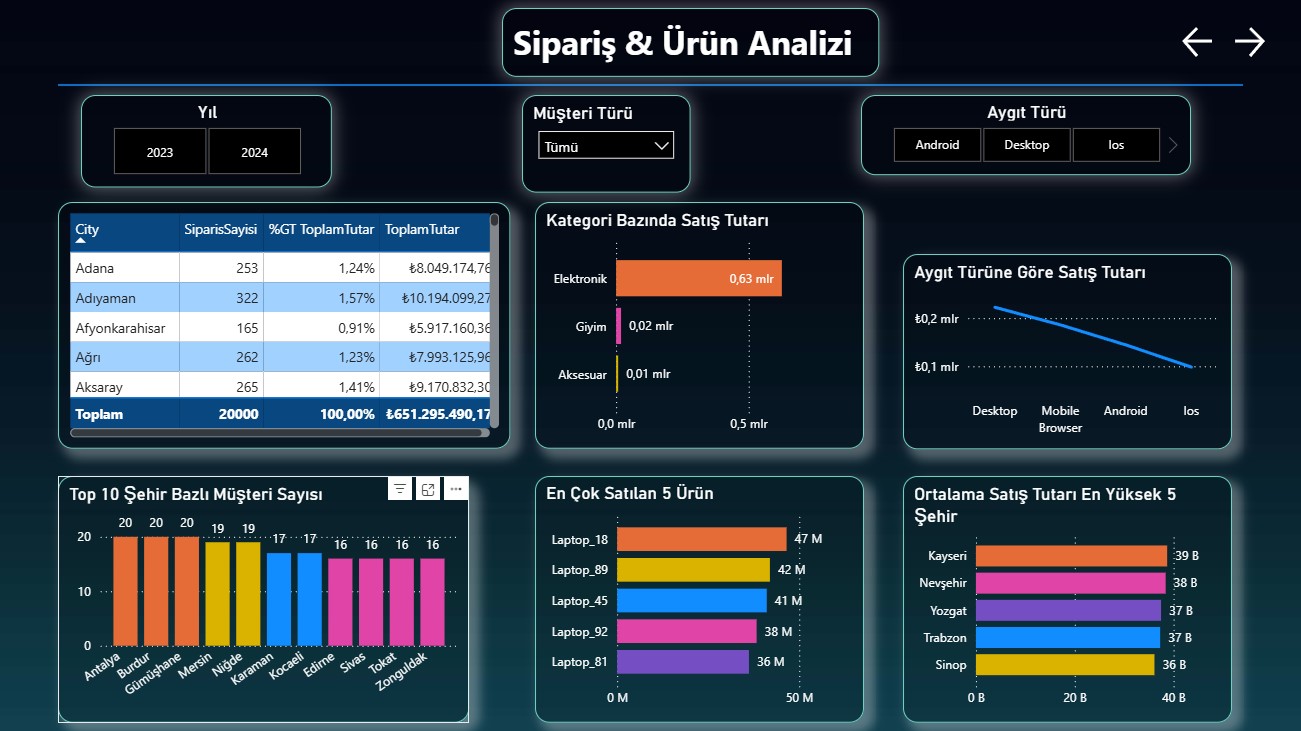 Sipariş & Ürün Analizi
Yıl
2023
2024
Müşteri Türü
Tümü
Aygıt Türü
Android
Desktop
Ios
City SiparisSayisi %GT ToplamTutar ToplamTutar
Adana 253 1,24% ₺8.049.174,76
Adıyaman 322 1,57% ₺10.194.099,27
Afyonkarahisar 165 0,91% ₺5.917.160,36
Ağrı 262 1,23% ₺7.993.125,96
Aksaray 265 1,41% ₺9.170.832,30
Toplam 20000 100,00% ₺651.295.490,17
Kategori Bazında Satış Tutarı
Elektronik 0,63 mlr
Giyim 0,02 mlr
Aksesuar 0,01 mlr
0,0 mlr 0,5 mlr
Aygıt Türüne Göre Satış Tutarı
₺0,2 mlr
₺0,1 mlr
Desktop Mobile Browser Android Ios
Top 10 Şehir Bazlı Müşteri Sayısı
20 20 20 19 19 17 17 16 16 16 16
20
10
0
Antalya Burdur Gümüşhane Mersin Niğde Karaman Kocaeli Edirne Sivas Tokat Zonguldak
En Çok Satılan 5 Ürün
Laptop_18 47 M
Laptop_89 42 M
Laptop_45 41 M
Laptop_92 38 M
Laptop_81 36 M
0 M 50 M
Ortalama Satış Tutarı En Yüksek 5
Şehir
Kayseri 39 B
Nevşehir 38 B
Yozgat 37 B
Trabzon 37 B
Sinop 36 B
0 B 20 B 40 B